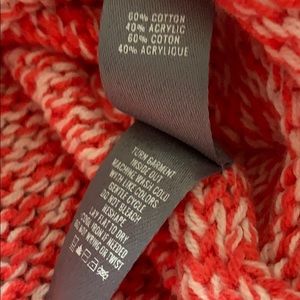 60% COTTON
40% ACRYLIC
60% COTON
40% ACRYLIQUE
TURN GARMENT
INSIDE OUT
MACHINE WASH COLD
WITH LIKE COLORS
GENTLE CYCLE
DO NOT BLEACH
RESHAPE
LAY FLAT TO DRY
COOL IRON IF NEEDED
DO NOT WRING OR TWIST